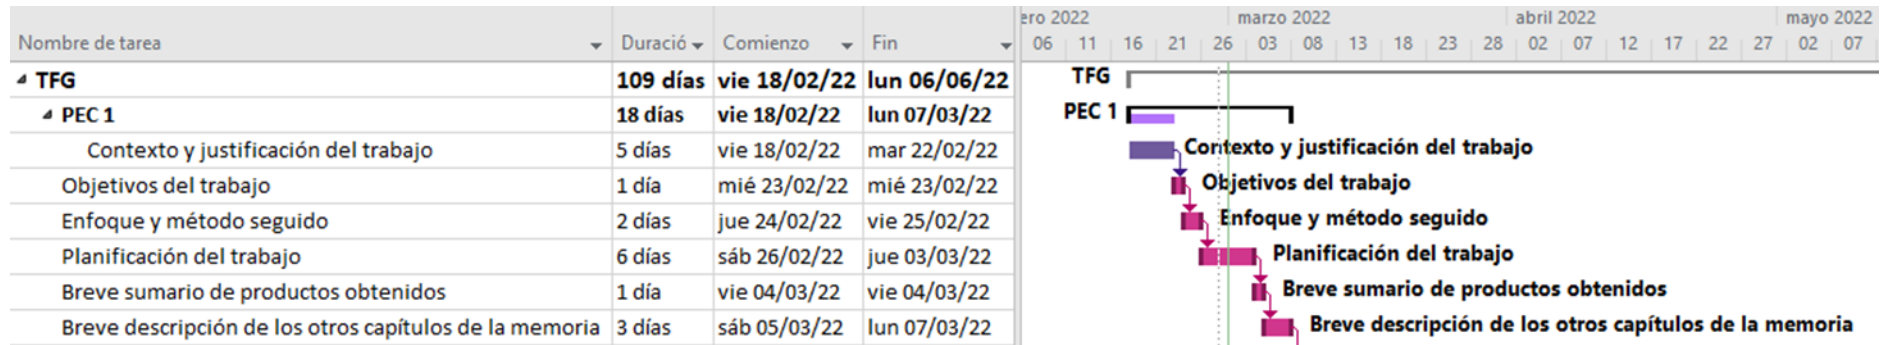 ero 2022 marzo 2022 abril 2022 mayo 2022
Nombre de tarea Duració Comienzo Fin 06 11 16 21 26 03 08 13 18 23 28 02 07 12 17 22 27 02 07
TFG 109 días vie 18/02/22 lun 06/06/22 TFG
PEC 1 18 días vie 18/02/22 lun 07/03/22 PEC 1
Contexto y justificación del trabajo 5 días vie 18/02/22 mar 22/02/22 Contexto y justificación del trabajo
Objetivos del trabajo 1 día mié 23/02/22 mié 23/02/22 Objetivos del trabajo
Enfoque y método seguido 2 días jue 24/02/22 vie 25/02/22 Enfoque y método seguido
Planificación del trabajo 6 días sáb 26/02/22 jue 03/03/22 Planificación del trabajo
Breve sumario de productos obtenidos 1 día vie 04/03/22 vie 04/03/22 Breve sumario de productos obtenidos
Breve descripción de los otros capítulos de la memoria 3 días sáb 05/03/22 lun 07/03/22 Breve descripción de los otros capítulos de la memoria